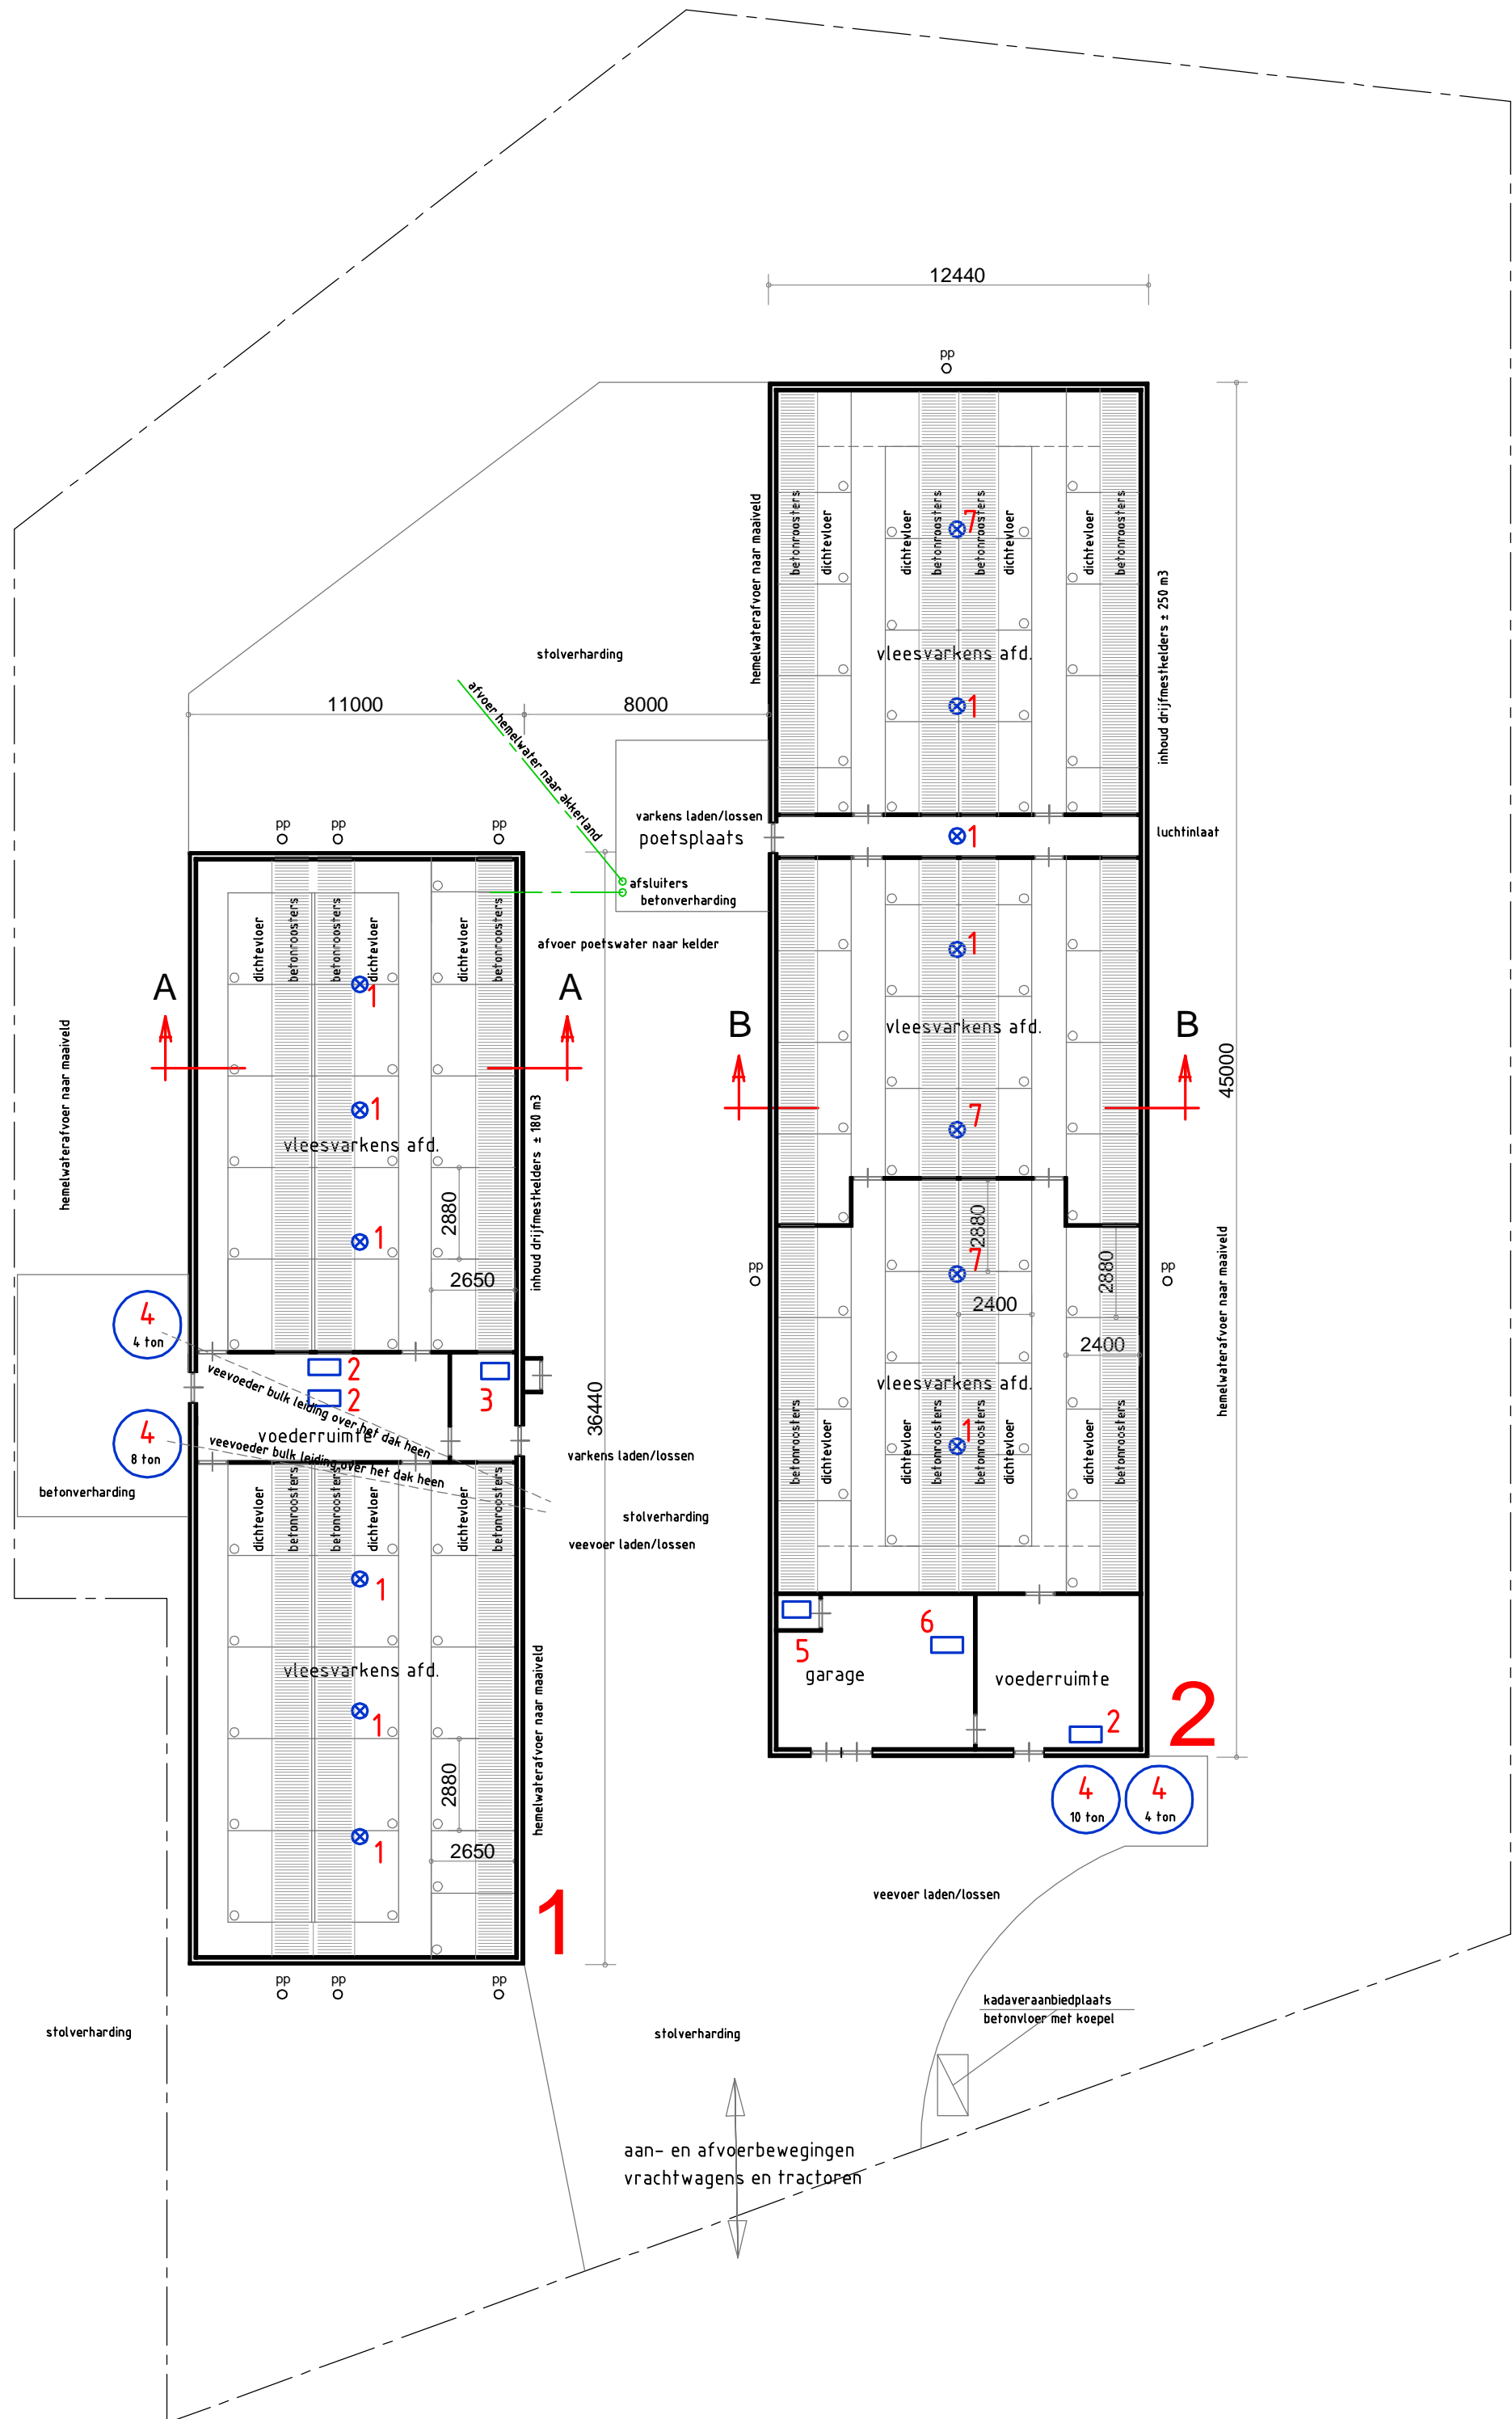 12440
pp
betonroosters
dichtevloer
dichtevloer
betonroosters
7
betonroosters
dichtevloer
dichtevloer
betonroosters
hemelwaterafvoer naar maaiveld
inhoud drijfmestkelders ± 250 m3
vleesvarkens afd.
stolverharding
11000
8000
1
afvoer hemelwater naar akkerland
varkens laden/lossen
poetsplaats
1
luchtinlaat
afsluiters
betonverharding
afvoer poetswater naar kelder
pp
pp
pp
dichtevloer
betonroosters
betonroosters
dichtevloer
dichtevloer
betonroosters
1
1
A
A
B
B
vleesvarkens afd.
45000
hemelwaterafvoer naar maaiveld
1
7
vleesvarkens afd.
inhoud drijfmestkelders ± 180 m3
2880
1
2650
pp
pp
2880
7
2880
2400
2400
hemelwaterafvoer naar maaiveld
4
4 ton
2
2
3
veevoeder bulk leiding over het dak heen
36440
vleesvarkens afd.
4
8 ton
voederruimte
veevoeder bulk leiding over het dak heen
varkens laden/lossen
betonverharding
1
betonroosters
dichtevloer
dichtevloer
betonroosters
betonroosters
dichtevloer
dichtevloer
betonroosters
stolverharding
veevoer laden/lossen
dichtevloer
betonroosters
betonroosters
dichtevloer
dichtevloer
betonroosters
1
vleesvarkens afd.
hemelwaterafvoer naar maaiveld
1
2880
1
2650
1
5
6
garage
voederruimte
2
2
4
10 ton
4
4 ton
veevoer laden/lossen
pp
pp
pp
stolverharding
stolverharding
kadaveraanbiedplaats
betonvloer met koepel
aan- en afvoerbewegingen
vrachtwagens en tractoren